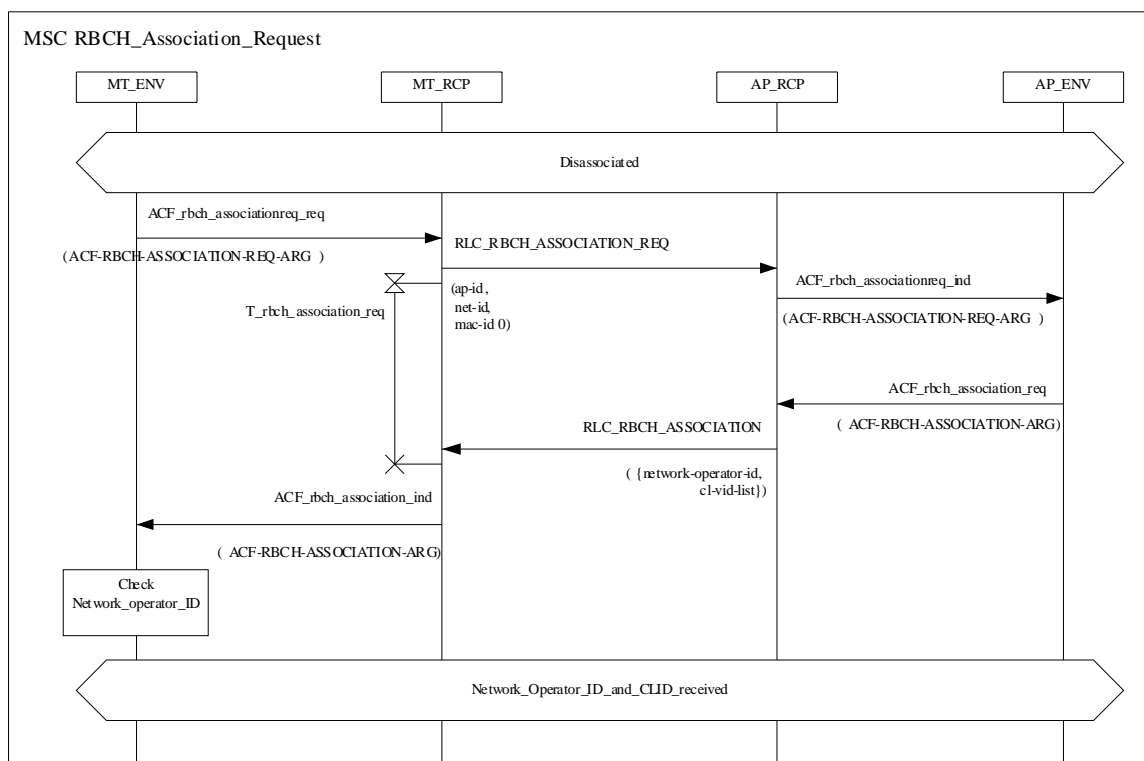 MSC RBCH_Association_Request
MT_ENV
MT_RCP
AP_RCP
AP_ENV
Disassociated
ACF_rbch_associationreq_req
(ACF-RBCH-ASSOCIATION-REQ-ARG )
RLC_RBCH_ASSOCIATION_REQ
(ap-id ,
net-id,
mac-id 0)
T_rbch_association_req
ACF_rbch_associationreq_ind
(ACF-RBCH-ASSOCIATION-REQ-ARG )
ACF_rbch_association_req
( ACF-RBCH-ASSOCIATION-ARG)
RLC_RBCH_ASSOCIATION
( {network-operator-id,
cl-vid-list})
ACF_rbch_association_ind
( ACF-RBCH-ASSOCIATION-ARG)
Check
Network_operator_ID
Network_Operator_ID_and_CLID_received